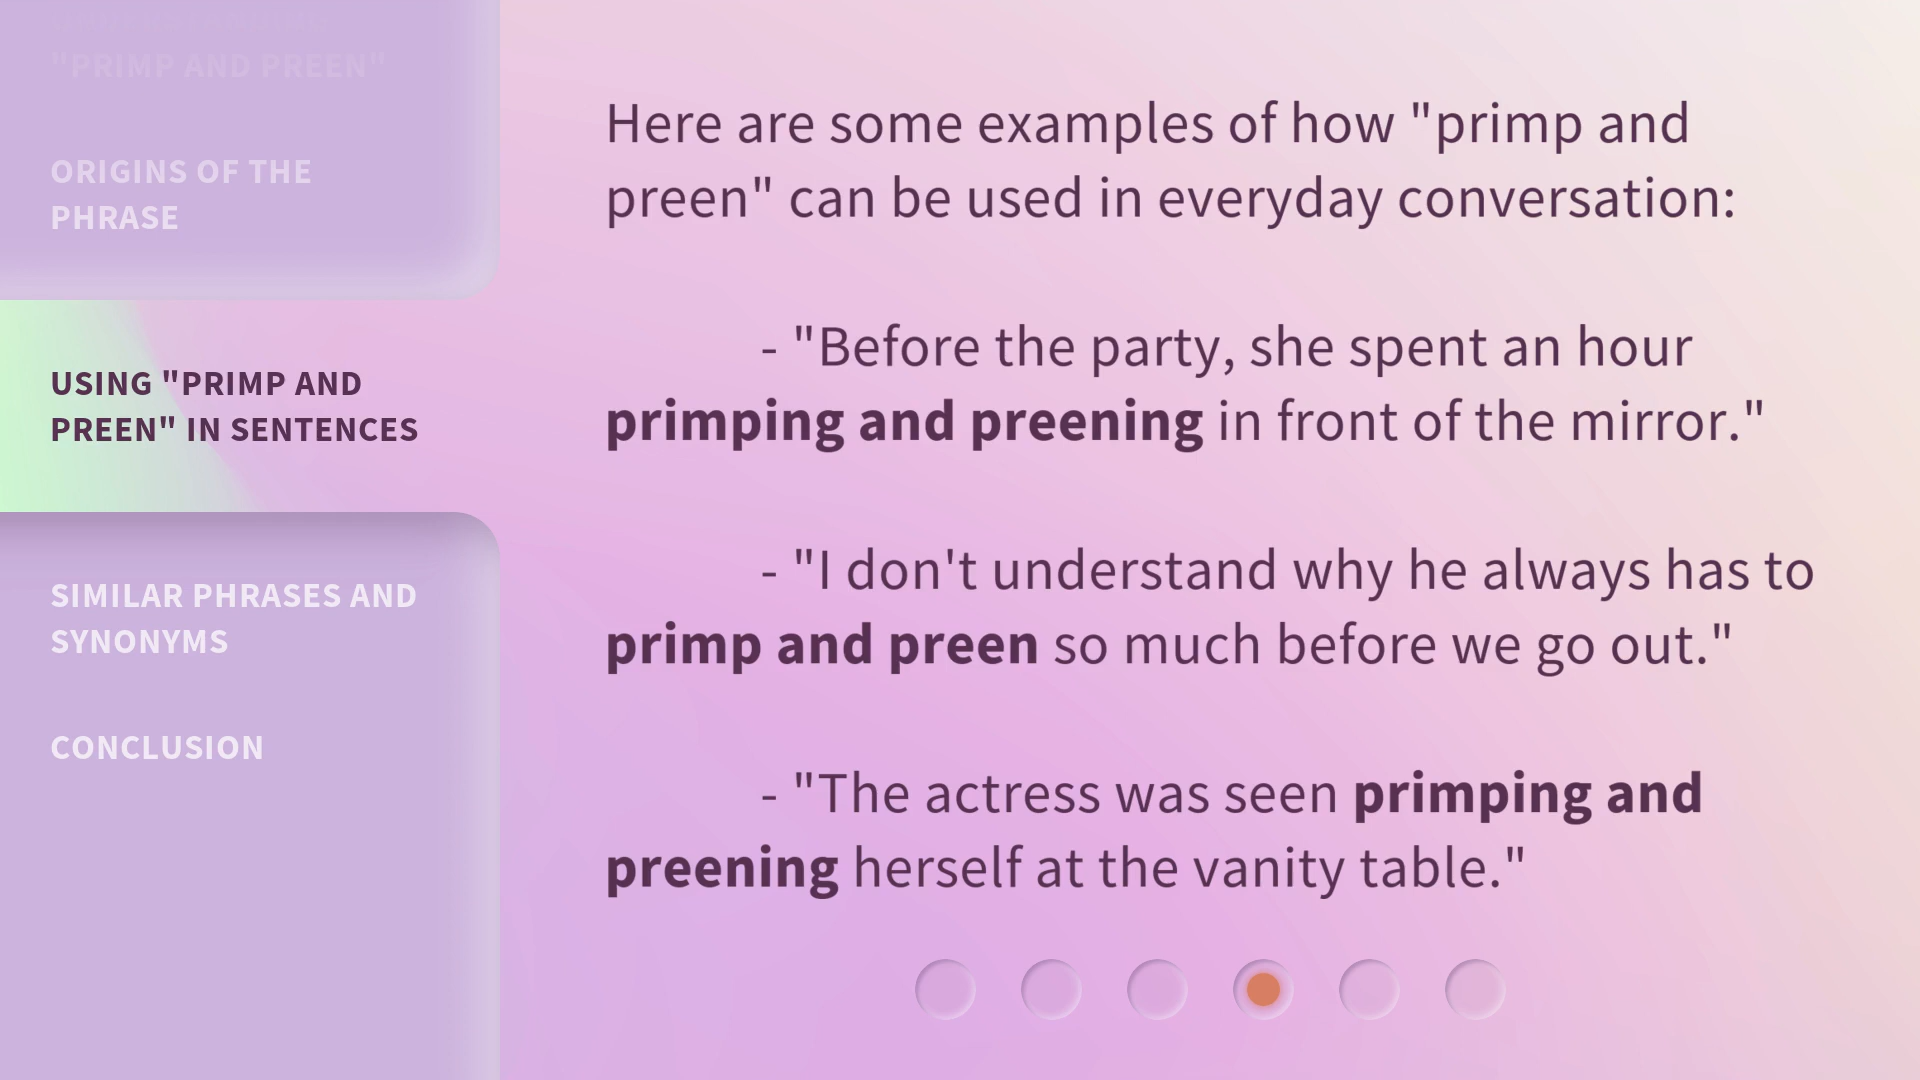 "PRIMP AND PREEN"
ORIGINS OF THE
PHRASE
USING "PRIMP AND
PREEN" IN SENTENCES
SIMILAR PHRASES AND
SYNONYMS
CONCLUSION
Here are some examples of how "primp and
preen" can be used in everyday conversation:
- "Before the party, she spent an hour
primping and preening in front of the mirror."
- "I don't understand why he always has to
primp and preen so much before we go out."
- "The actress was seen primping and
preening herself at the vanity table."